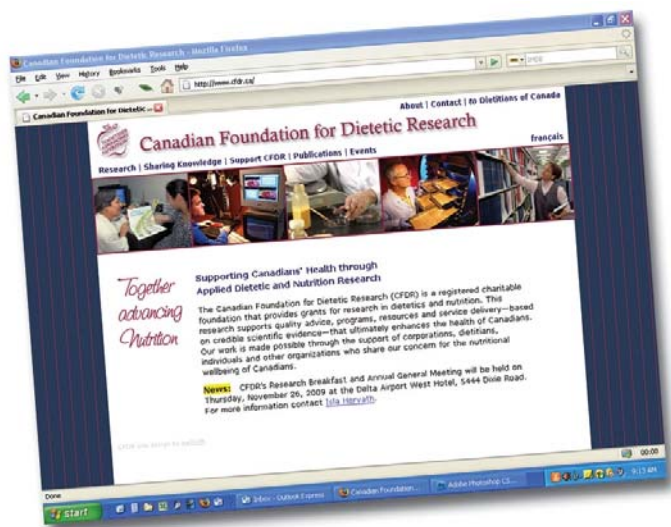 Canadian Foundation for Dietetic Research - Mozilla Firefox
File Edit View History Bookmarks Tools Help
http://www.cfdr.ca/
Canadian Foundation for Dietetic ...
About | Contact | to Dietitians of Canada
Canadian Foundation for Dietetic Research
français
Research | Sharing Knowledge | Support CFDR | Publications | Events
Together
advancing
Nutrition
Supporting Canadians' Health through
Applied Dietetic and Nutrition Research
The Canadian Foundation for Dietetic Research (CFDR) is a registered charitable
foundation that provides grants for research in dietetics and nutrition. This
research supports quality advice, programs, resources and service delivery—based
on credible scientific evidence—that ultimately enhances the health of Canadians.
Our work is made possible through the support of corporations, dietitians,
individuals and other organizations who share our concern for the nutritional
wellbeing of Canadians.
News: CFDR's Research Breakfast and Annual General Meeting will be held on
Thursday, November 26, 2009 at the Delta Airport West Hotel, 5444 Dixie Road.
For more information contact Isla Horvath.
Done
00:00
start
Inbox - Outlook Express
Canadian Foundation...
Adobe Photoshop CS...
9:15 AM